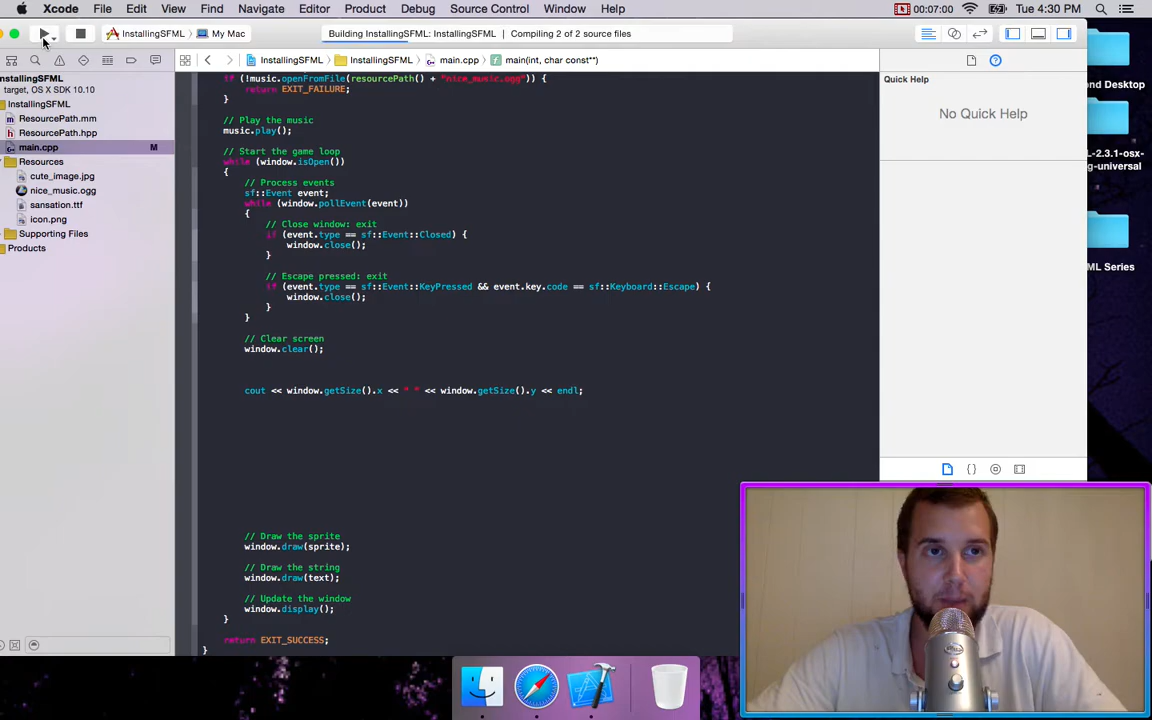 Xcode File Edit View Find Navigate Editor Product Debug Source Control Window Help 00:07:00 Tue 4:30 PM
InstallingSFML My Mac Building InstallingSFML: InstallingSFML | Compiling 2 of 2 source files
InstallingSFML InstallingSFML main.cpp main(int, char const**)
InstallingSFML
target, OS X SDK 10.10
InstallingSFML
ResourcePath.mm
ResourcePath.hpp
main.cpp M
Resources
cute_image.jpg
nice_music.ogg
sansation.ttf
icon.png
Supporting Files
Products
if (!music.openFromFile(resourcePath() + "nice_music.ogg")) {
return EXIT_FAILURE;
}
// Play the music
music.play();
// Start the game loop
while (window.isOpen())
{
// Process events
sf::Event event;
while (window.pollEvent(event))
{
// Close window: exit
if (event.type == sf::Event::Closed) {
window.close();
}
// Escape pressed: exit
if (event.type == sf::Event::KeyPressed && event.key.code == sf::Keyboard::Escape) {
window.close();
}
}
// Clear screen
window.clear();
cout << window.getSize().x << " " << window.getSize().y << endl;
// Draw the sprite
window.draw(sprite);
// Draw the string
window.draw(text);
// Update the window
window.display();
}
return EXIT_SUCCESS;
}
Quick Help
No Quick Help
ond Desktop
L-2.3.1-osx-
g-universal
ML Series